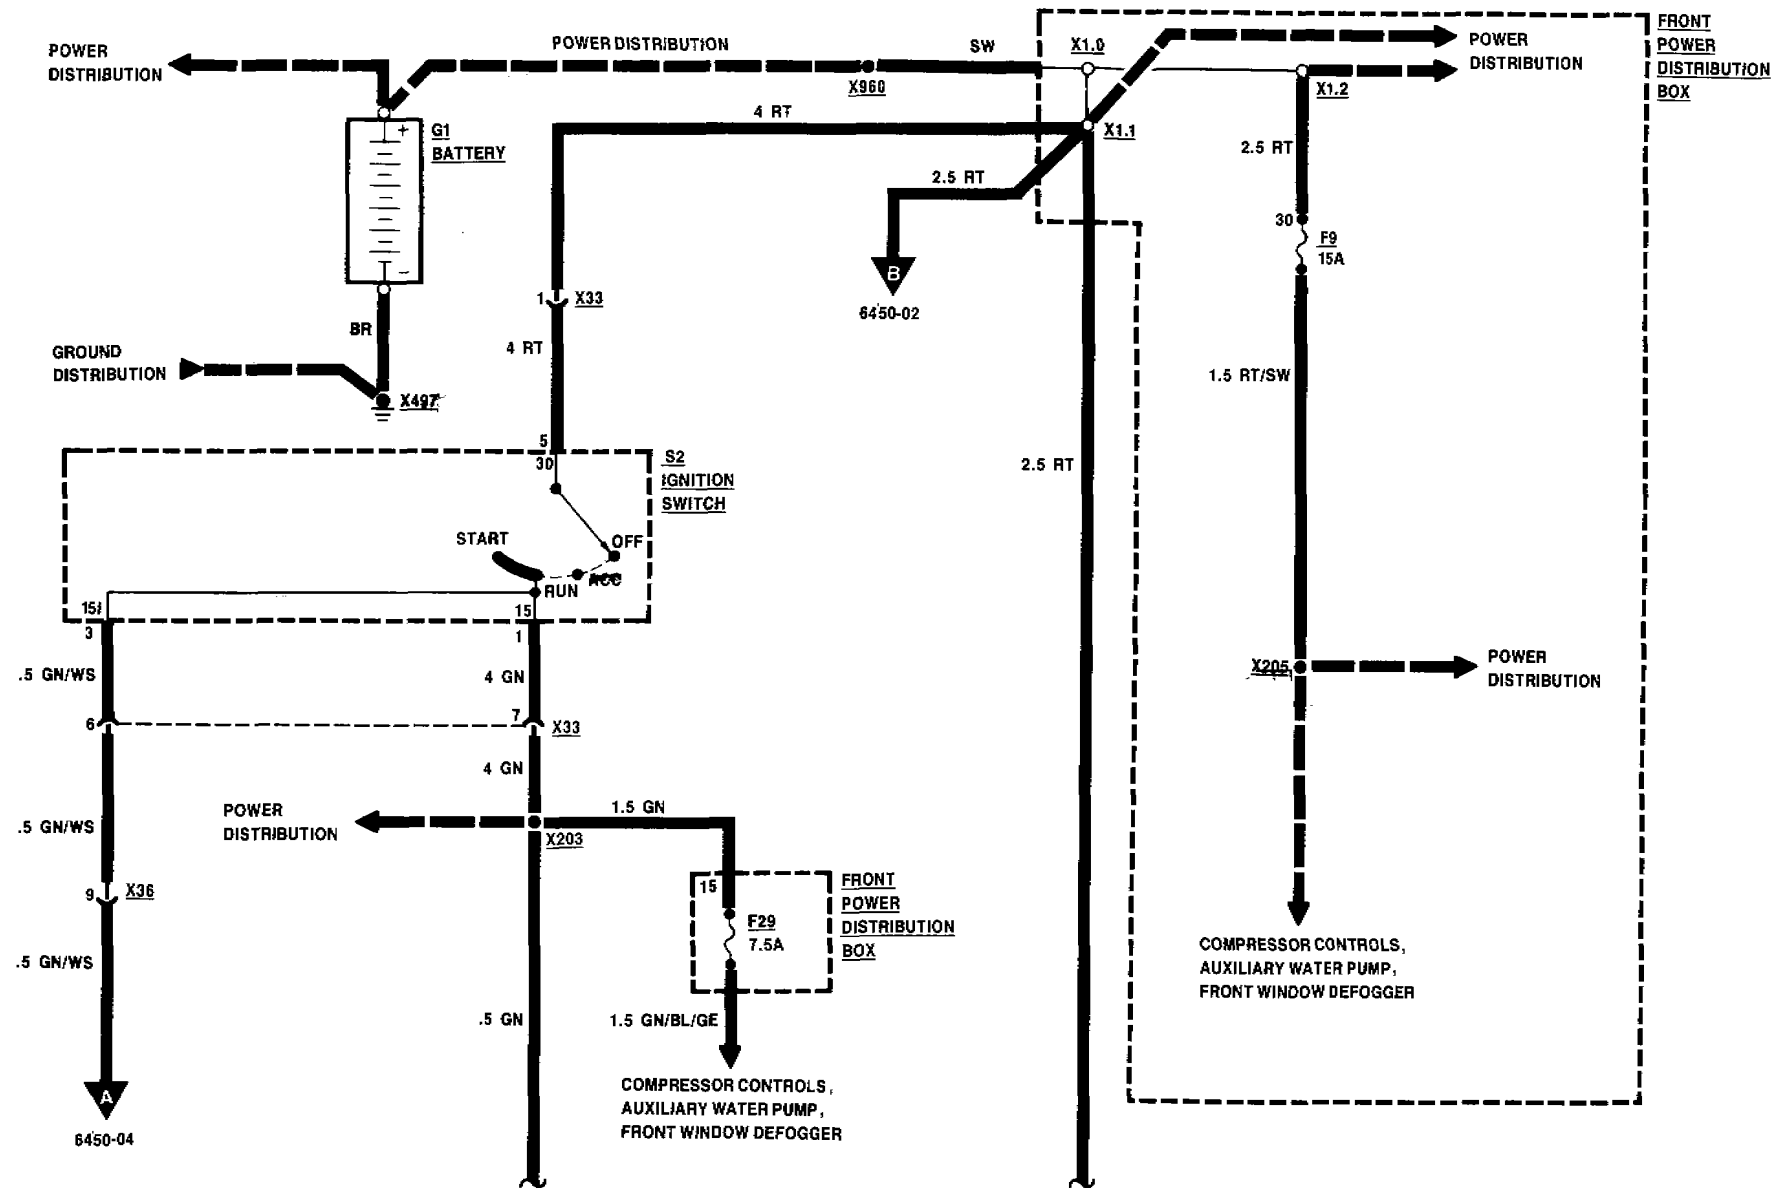 POWER
DISTRIBUTION
POWER DISTRIBUTION
SW
X1.0
POWER
DISTRIBUTION
FRONT
POWER
DISTRIBUTION
BOX
X960
X1.2
4 RT
X1.1
+
G1
BATTERY
2.5 RT
2.5 RT
30
F9
15A
-
B
6450-02
1
X33
BR
4 RT
GROUND
DISTRIBUTION
1.5 RT/SW
X497
5
30
S2
IGNITION
SWITCH
2.5 RT
START
OFF
ACC
RUN
15I
3
15
1
.5 GN/WS
4 GN
X205
POWER
DISTRIBUTION
6
7
X33
4 GN
POWER
DISTRIBUTION
1.5 GN
.5 GN/WS
X203
9
X36
15
F29
7.5A
FRONT
POWER
DISTRIBUTION
BOX
.5 GN/WS
COMPRESSOR CONTROLS,
AUXILIARY WATER PUMP,
FRONT WINDOW DEFOGGER
.5 GN
1.5 GN/BL/GE
A
6450-04
COMPRESSOR CONTROLS,
AUXILIARY WATER PUMP,
FRONT WINDOW DEFOGGER